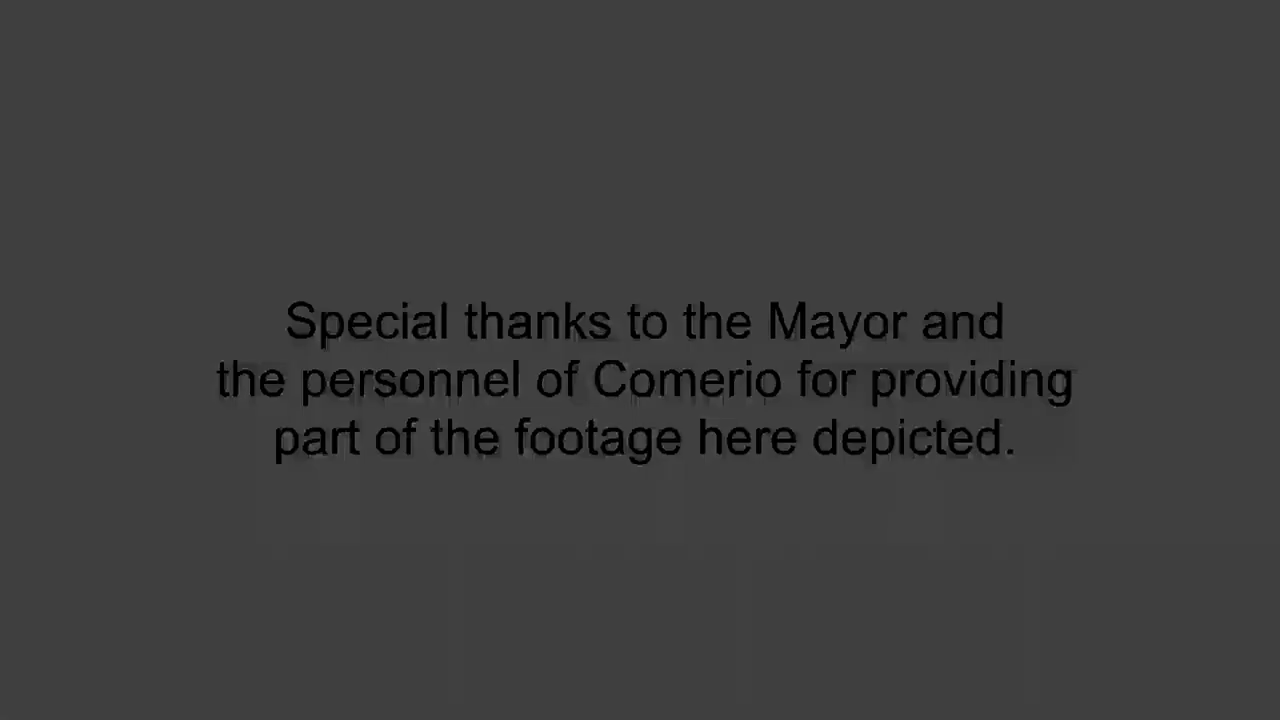 Special thanks to the Mayor and
the personnel of Comerio for providing
part of the footage here depicted.